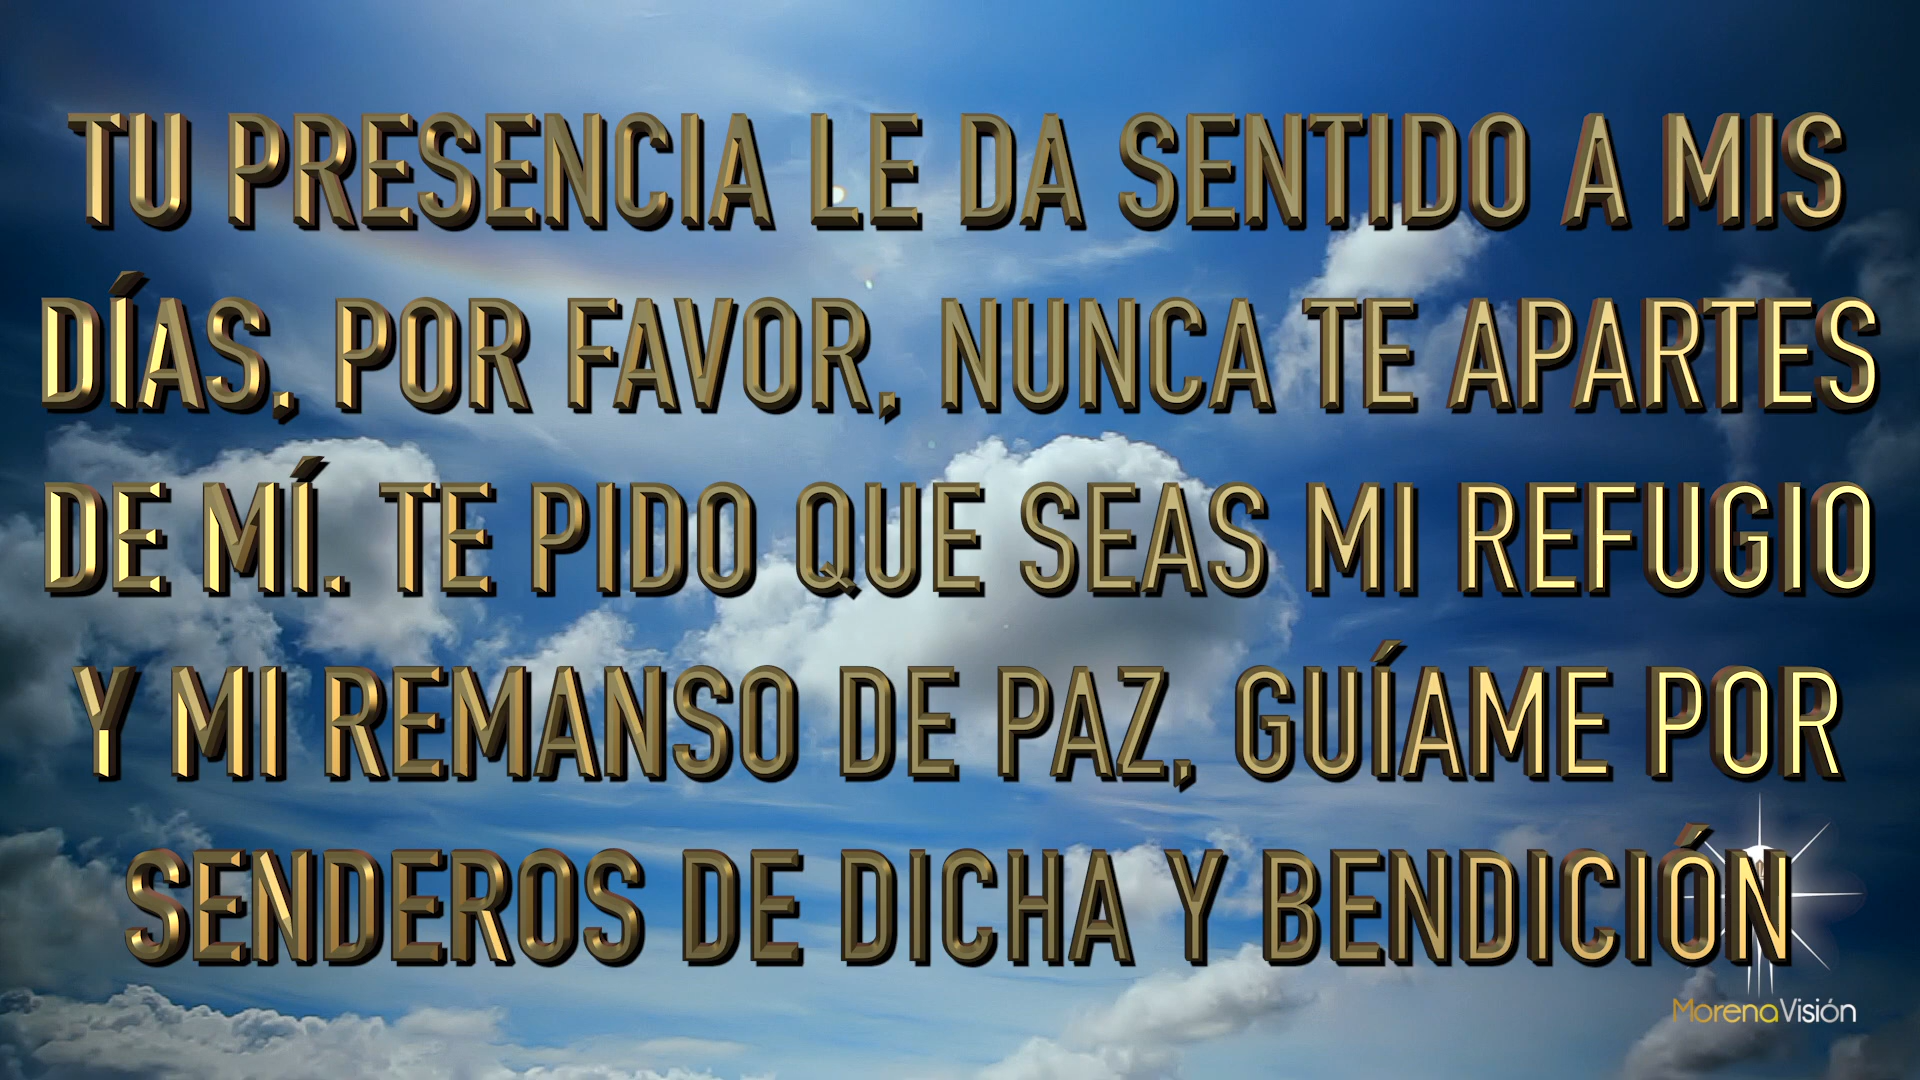 TU PRESENCIA LE DA SENTIDO A MIS
DÍAS, POR FAVOR, NUNCA TE APARTES
DE MÍ. TE PIDO QUE SEAS MI REFUGIO
Y MI REMANSO DE PAZ, GUÍAME POR
SENDEROS DE DICHA Y BENDICIÓN
MorenaVisión